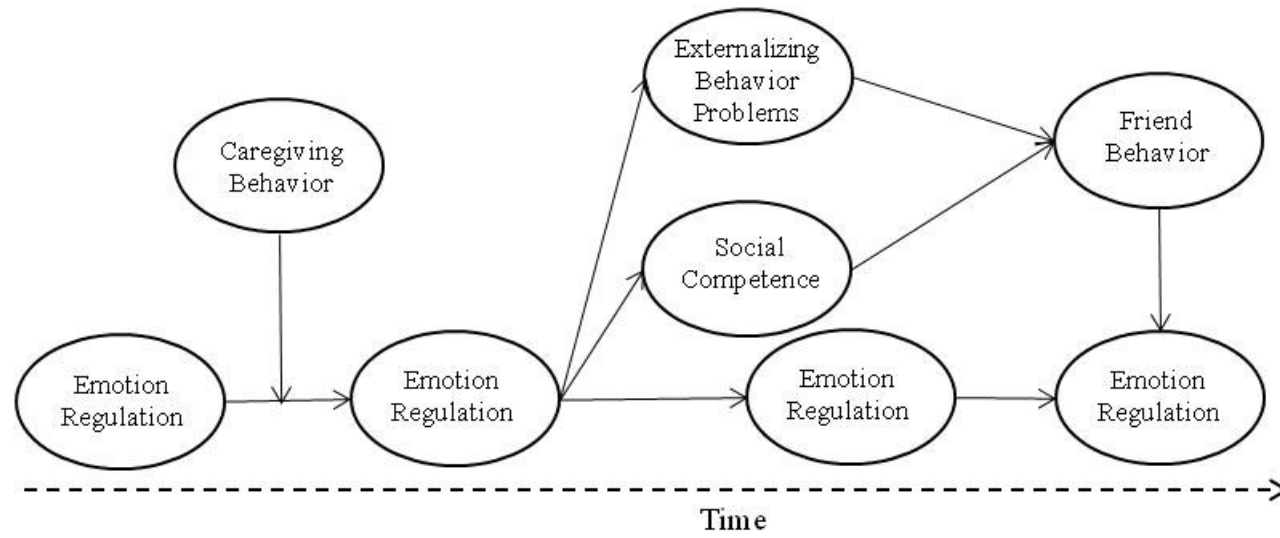 Externalizing
Behavior
Problems
Friend
Behavior
Caregiving
Behavior
Social
Competence
Emotion
Regulation
Emotion
Regulation
Emotion
Regulation
Emotion
Regulation
Time